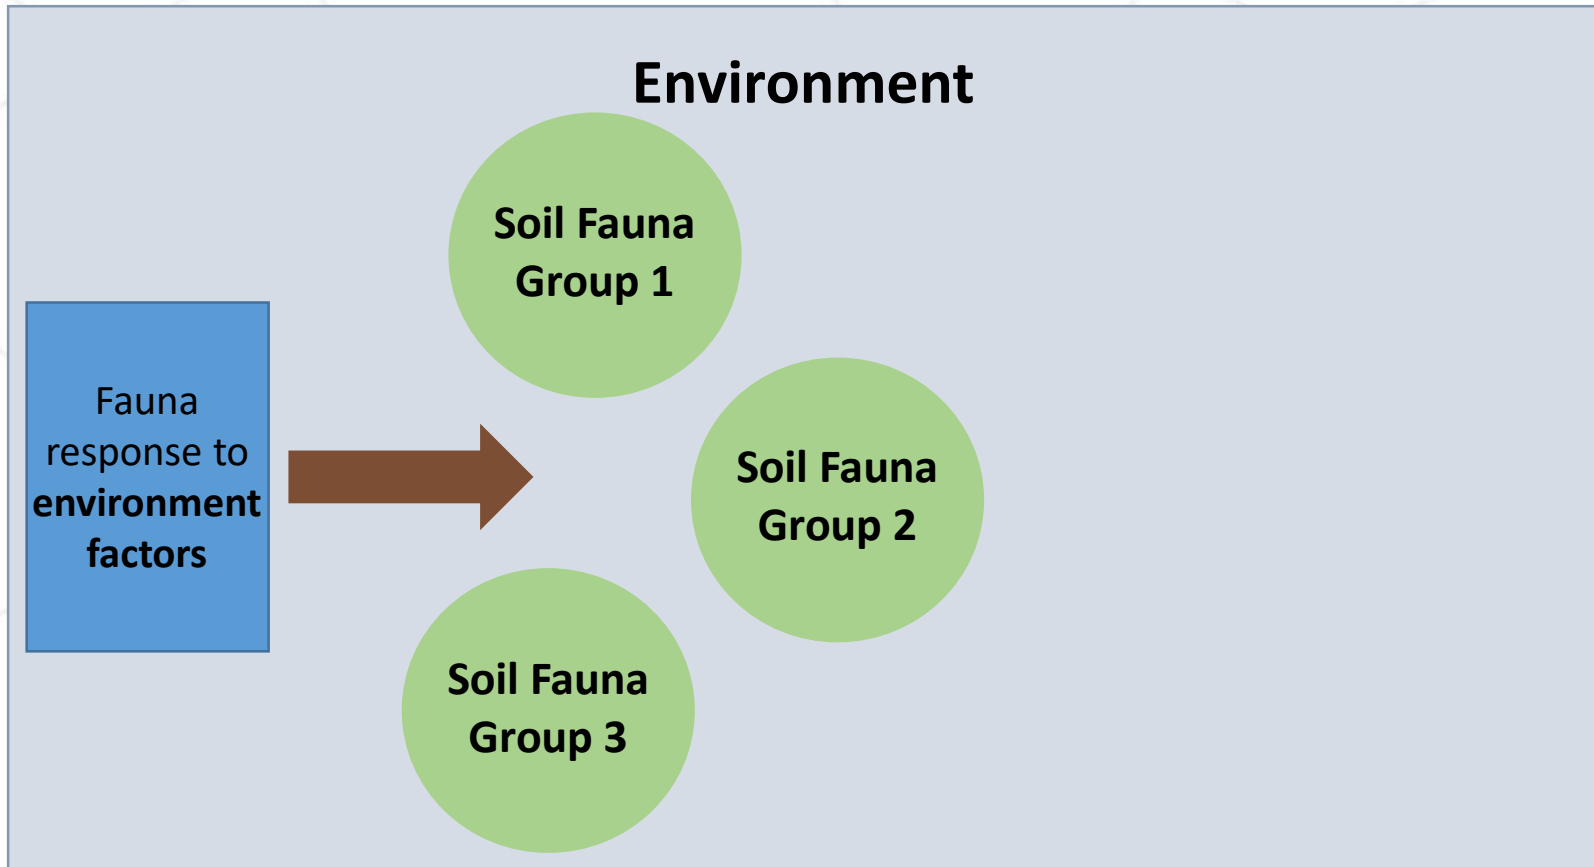 Environment
Soil Fauna
Group 1
Fauna
response to
environment
factors
Soil Fauna
Group 2
Soil Fauna
Group 3